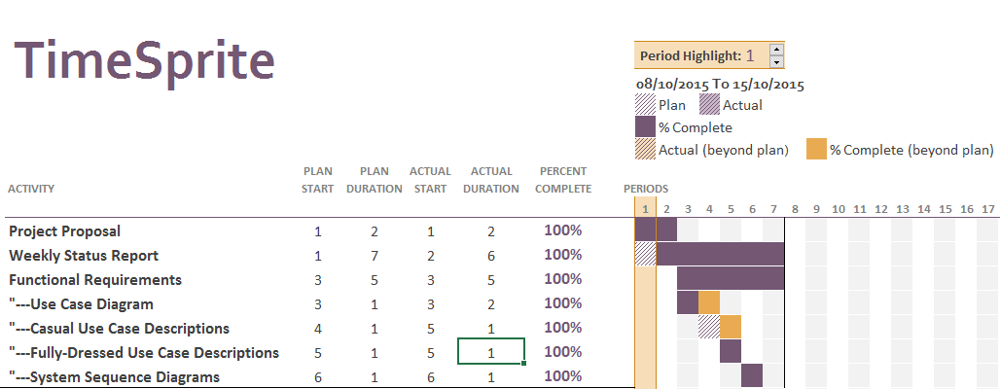 TimeSprite
Period Highlight: 1
08/10/2015 To 15/10/2015
Plan Actual
% Complete
Actual (beyond plan) % Complete (beyond plan)
PLAN PLAN ACTUAL ACTUAL PERCENT
ACTIVITY START DURATION START DURATION COMPLETE PERIODS
1 2 3 4 5 6 7 8 9 10 11 12 13 14 15 16 17
Project Proposal 1 2 1 2 100%
Weekly Status Report 1 7 2 6 100%
Functional Requirements 3 5 3 5 100%
"---Use Case Diagram 3 1 3 2 100%
"---Casual Use Case Descriptions 4 1 5 1 100%
"---Fully-Dressed Use Case Descriptions 5 1 5 1 100%
"---System Sequence Diagrams 6 1 6 1 100%